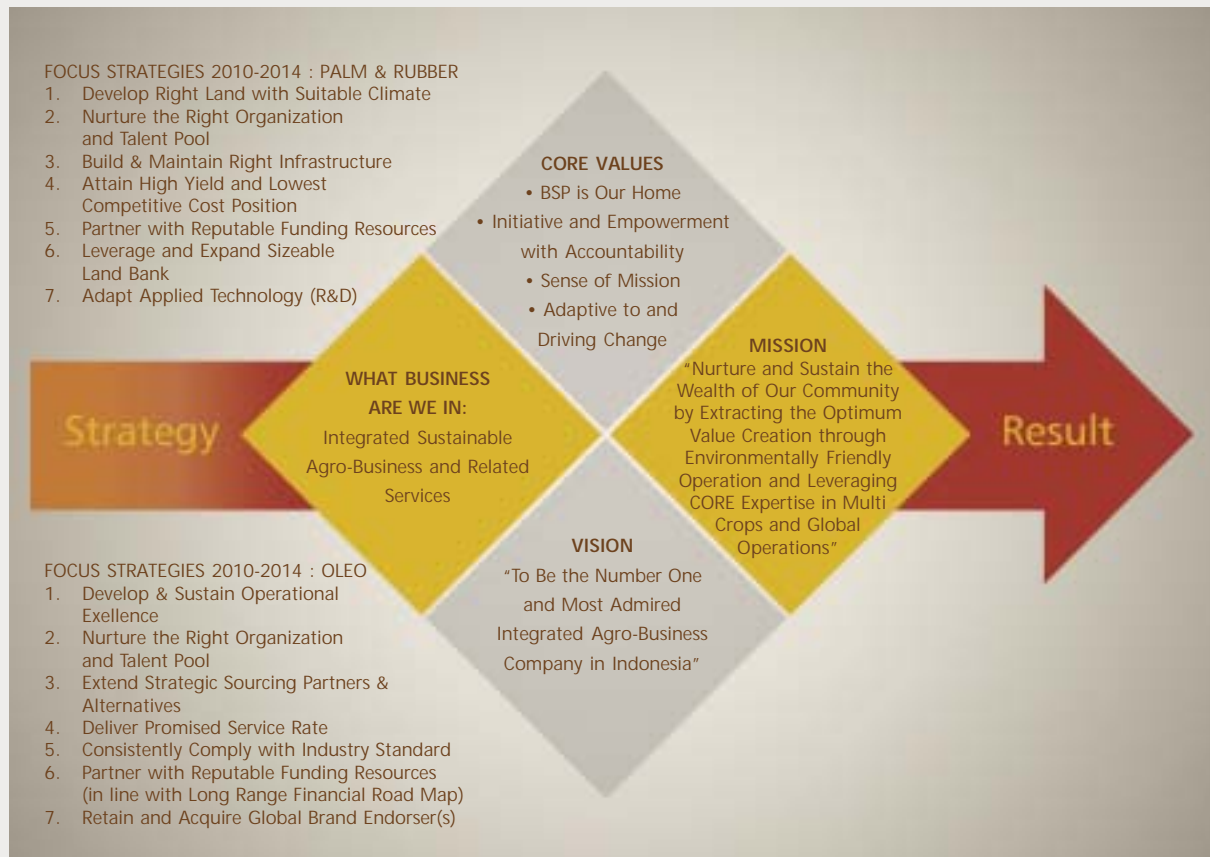 FOCUS STRATEGIES 2010-2014 : PALM & RUBBER
1. Develop Right Land with Suitable Climate
2. Nurture the Right Organization
and Talent Pool
3. Build & Maintain Right Infrastructure
4. Attain High Yield and Lowest
Competitive Cost Position
5. Partner with Reputable Funding Resources
6. Leverage and Expand Sizeable
Land Bank
7. Adapt Applied Technology (R&D)
CORE VALUES
• BSP is Our Home
• Initiative and Empowerment
with Accountability
• Sense of Mission
• Adaptive to and
Driving Change
Strategy
WHAT BUSINESS
ARE WE IN:
Integrated Sustainable
Agro-Business and Related
Services
MISSION
"Nurture and Sustain the
Wealth of Our Community
by Extracting the Optimum
Value Creation through
Environmentally Friendly
Operation and Leveraging
CORE Expertise in Multi
Crops and Global
Operations"
Result
VISION
"To Be the Number One
and Most Admired
Integrated Agro-Business
Company in Indonesia"
FOCUS STRATEGIES 2010-2014 : OLEO
1. Develop & Sustain Operational
Exellence
2. Nurture the Right Organization
and Talent Pool
3. Extend Strategic Sourcing Partners &
Alternatives
4. Deliver Promised Service Rate
5. Consistently Comply with Industry Standard
6. Partner with Reputable Funding Resources
(in line with Long Range Financial Road Map)
7. Retain and Acquire Global Brand Endorser(s)